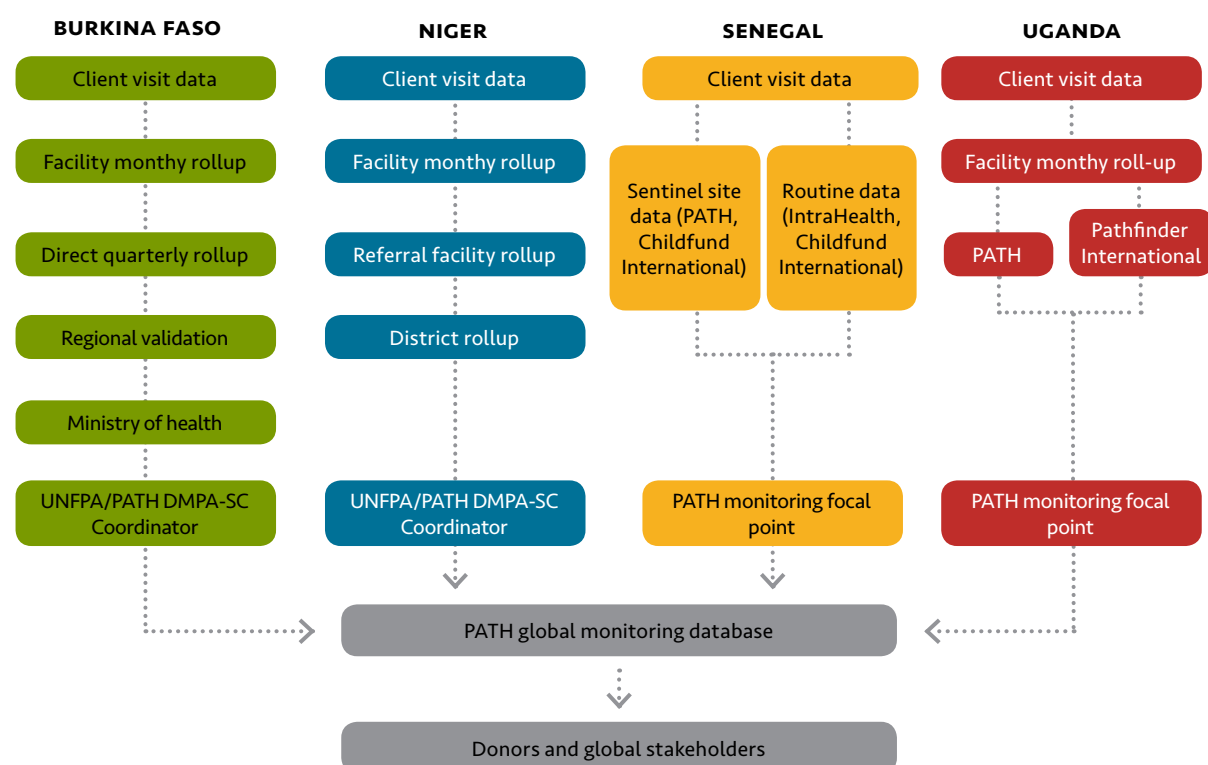 BURKINA FASO
Client visit data
Facility monthy rollup
Direct quarterly rollup
Regional validation
Ministry of health
UNFPA/PATH DMPA-SC
Coordinator
NIGER
Client visit data
Facility monthy rollup
Referral facility rollup
District rollup
UNFPA/PATH DMPA-SC
Coordinator
SENEGAL
Client visit data
Sentinel site
data (PATH,
Childfund
International)
Routine data
(IntraHealth,
Childfund
International)
PATH monitoring focal
point
UGANDA
Client visit data
Facility monthy roll-up
PATH
Pathfinder
International
PATH monitoring focal
point
PATH global monitoring database
Donors and global stakeholders